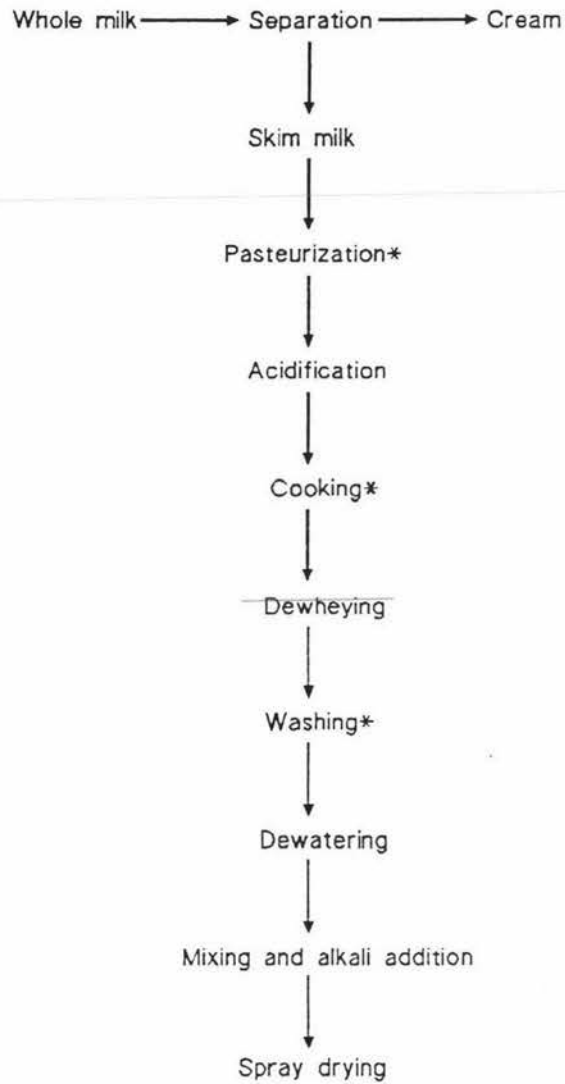 Whole milk Separation Cream
Skim milk
Pasteurization*
Acidification
Cooking*
Dewheying
Washing*
Dewatering
Mixing and alkali addition
Spray drying